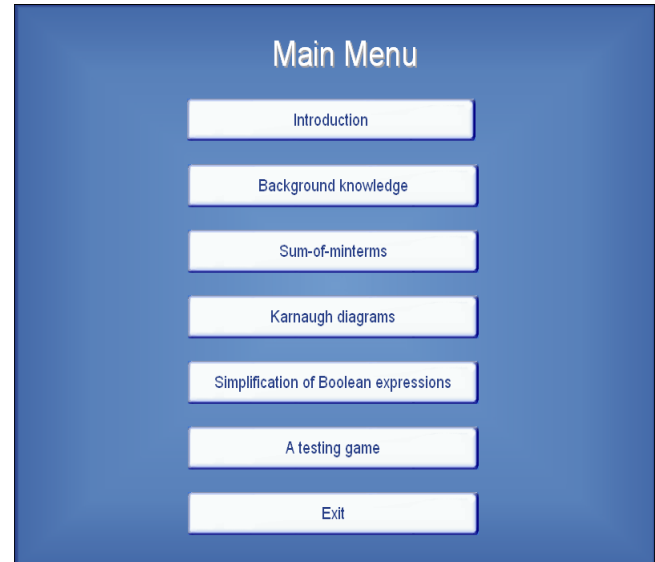 Main Menu
Introduction
Background knowledge
Sum-of-minterms
Karnaugh diagrams
Simplification of Boolean expressions
A testing game
Exit